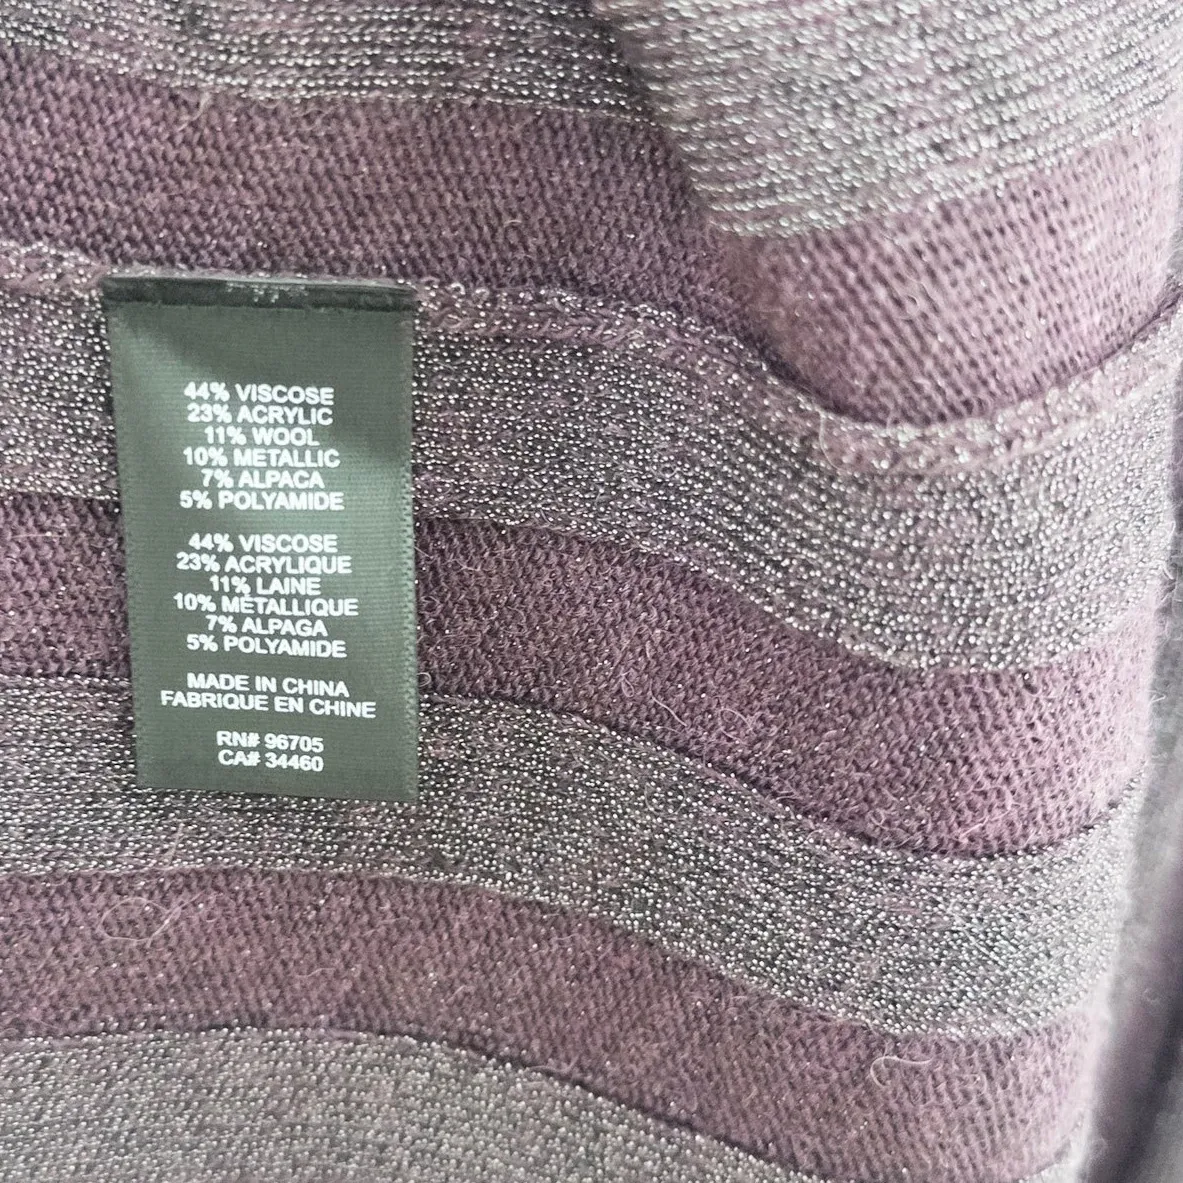 44% VISCOSE
23% ACRYLIC
11% WOOL
10% METALLIC
7% ALPACA
5% POLYAMIDE
44% VISCOSE
23% ACRYLIQUE
11% LAINE
10% MÉTALLIQUE
7% ALPAGA
5% POLYAMIDE
MADE IN CHINA
FABRIQUE EN CHINE
RN# 96705
CA# 34460